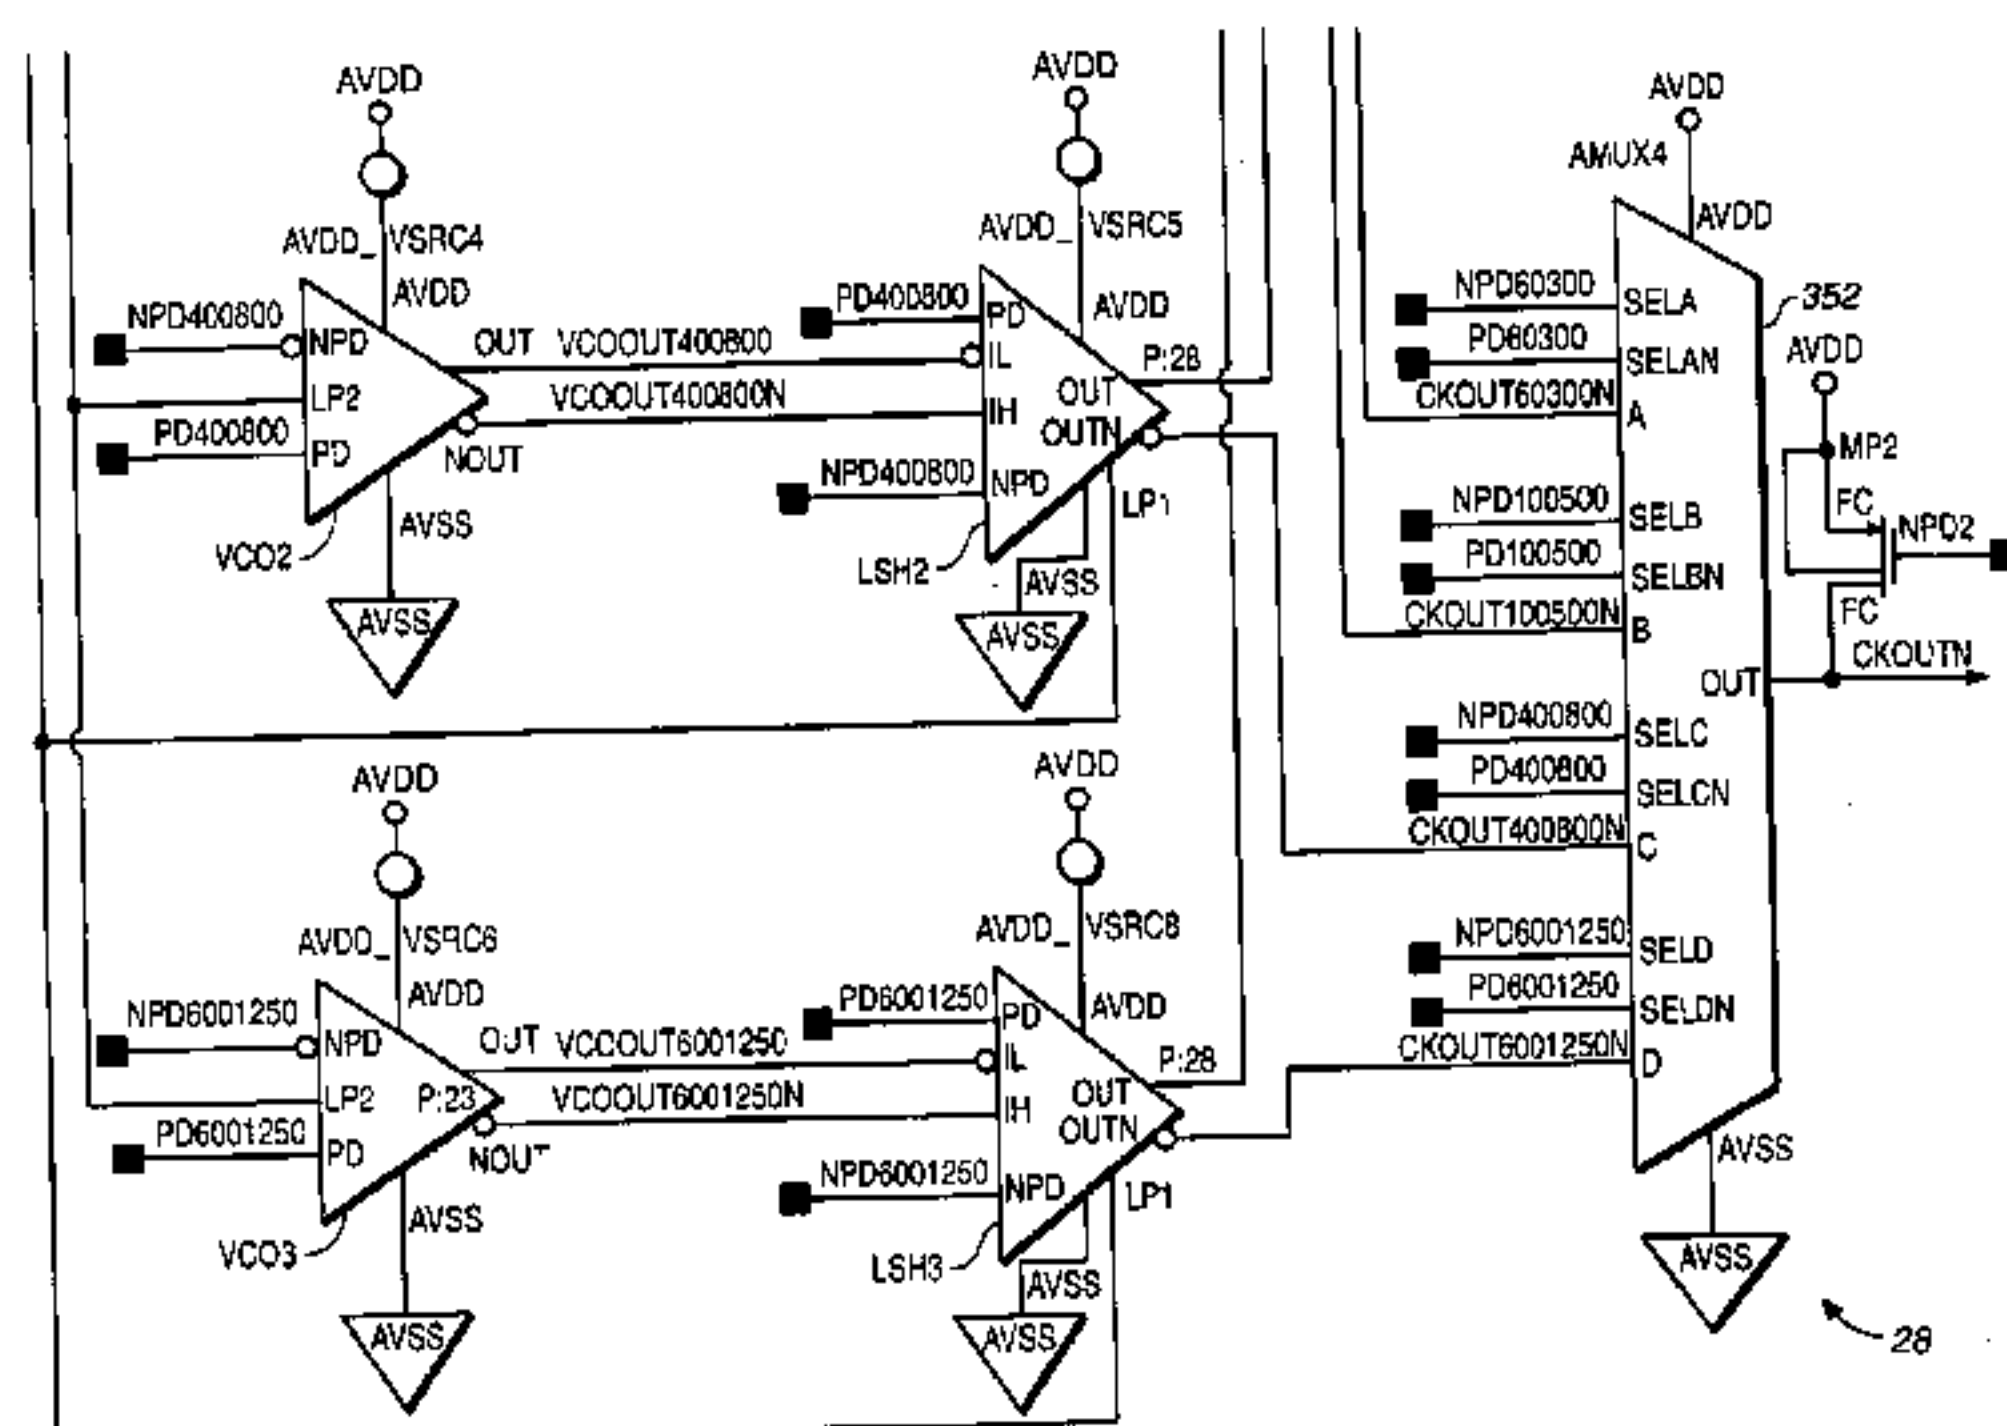 AVDD
AVDD_ VSRC4
AVDD
NPD400800
NPD
LP2
PD400800
PD
OUT VCOOUT400800
VCOOUT400800N
NOUT
AVSS
VCO2
AVSS
AVDD
AVDD_ VSRC5
AVDD
PD400800
PD
IL
P:28
OUT
IH
OUTN
NPD400800
NPD
LP1
LSH2
AVSS
AVSS
AVDD
AVDD_ VSRC6
AVDD
NPD6001250
NPD
LP2
P:23
PD6001250
PD
OUT VCOOUT6001250
VCOOUT6001250N
NOUT
AVSS
VCO3
AVSS
AVDD
AVDD_ VSRC8
AVDD
PD6001250
PD
IL
P:28
OUT
IH
OUTN
NPD6001250
NPD
LP1
LSH3
AVSS
AVSS
AVDD
AMUX4
AVDD
352
NPD60300
SELA
PD60300
SELAN
CKOUT60300N
A
NPD100500
SELB
PD100500
SELBN
CKOUT100500N
B
NPD400800
SELC
PD400800
SELCN
CKOUT400800N
C
NPD6001250
SELD
PD6001250
SELDN
CKOUT6001250N
D
AVDD
MP2
FC
NPD2
FC
CKOUTN
OUT
AVSS
AVSS
28